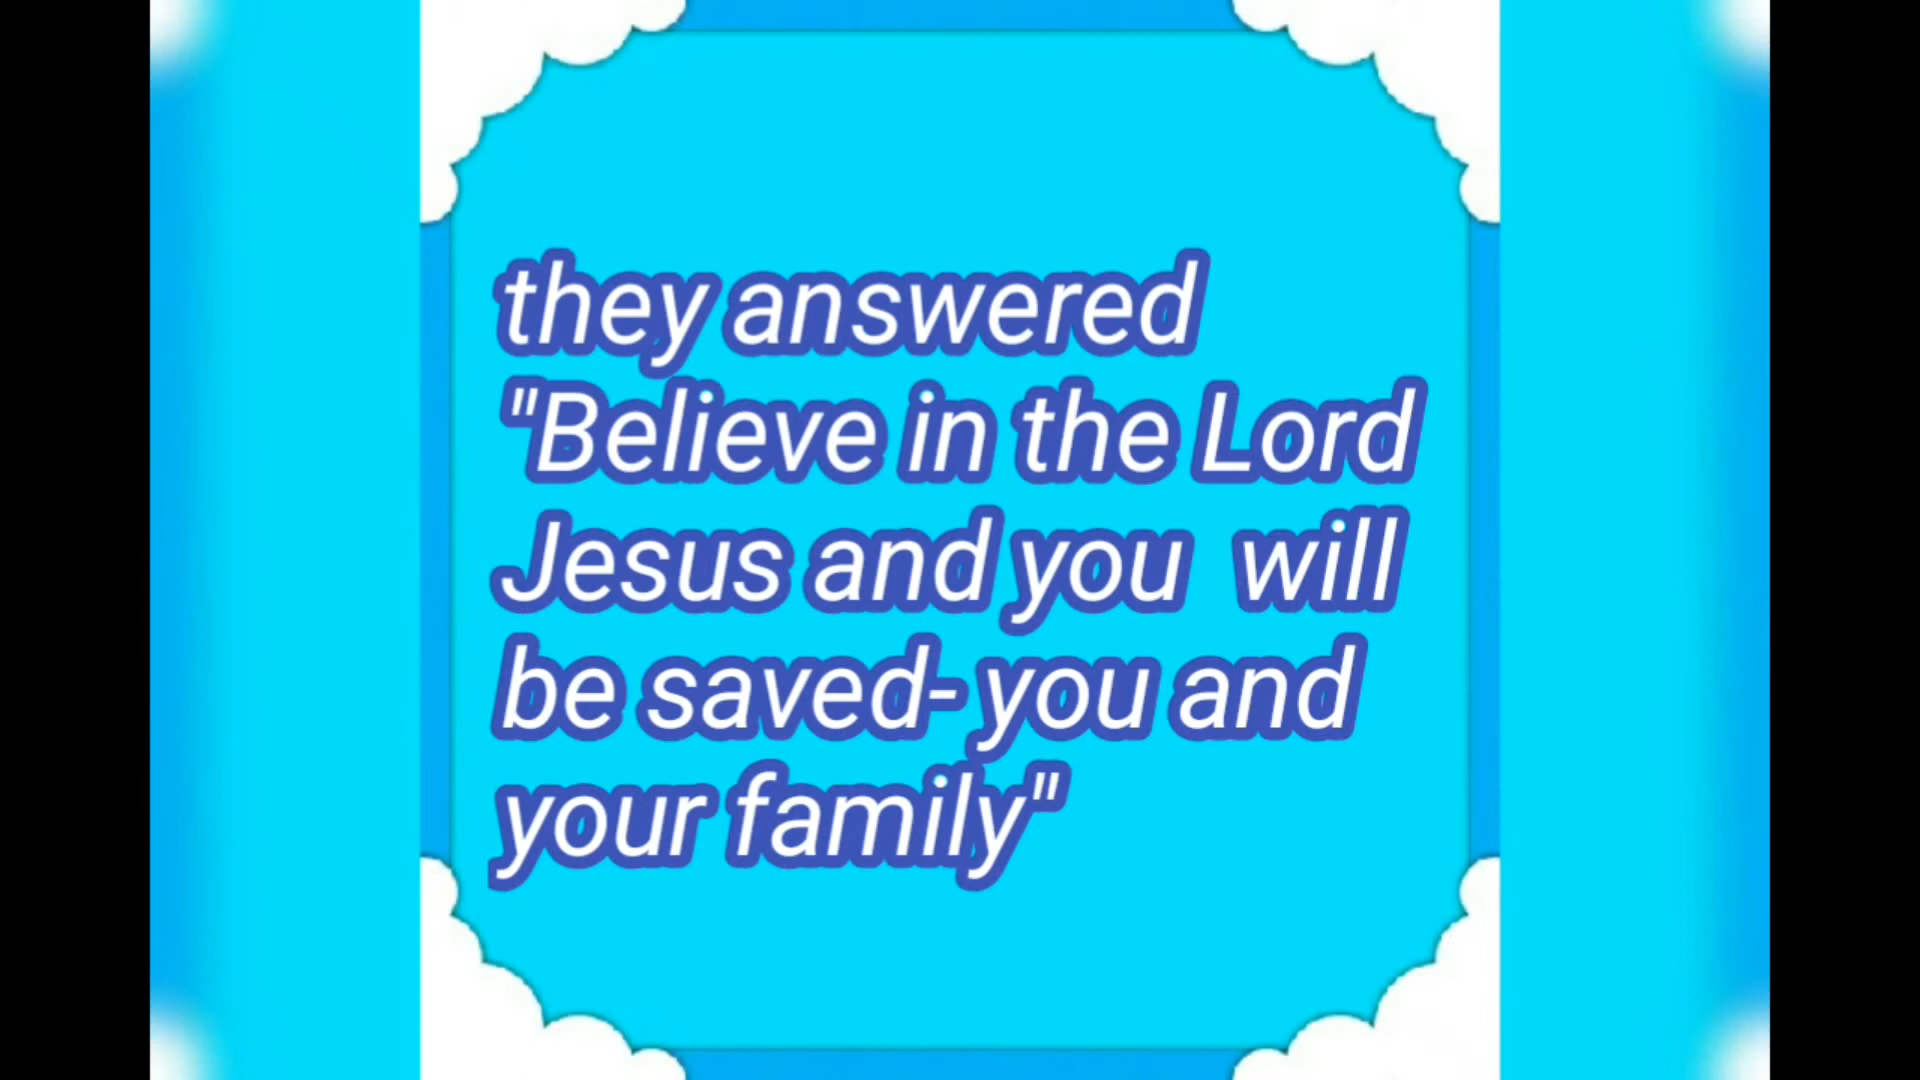 they answered
"Believe in the Lord
Jesus and you  will
be saved- you and
your family"